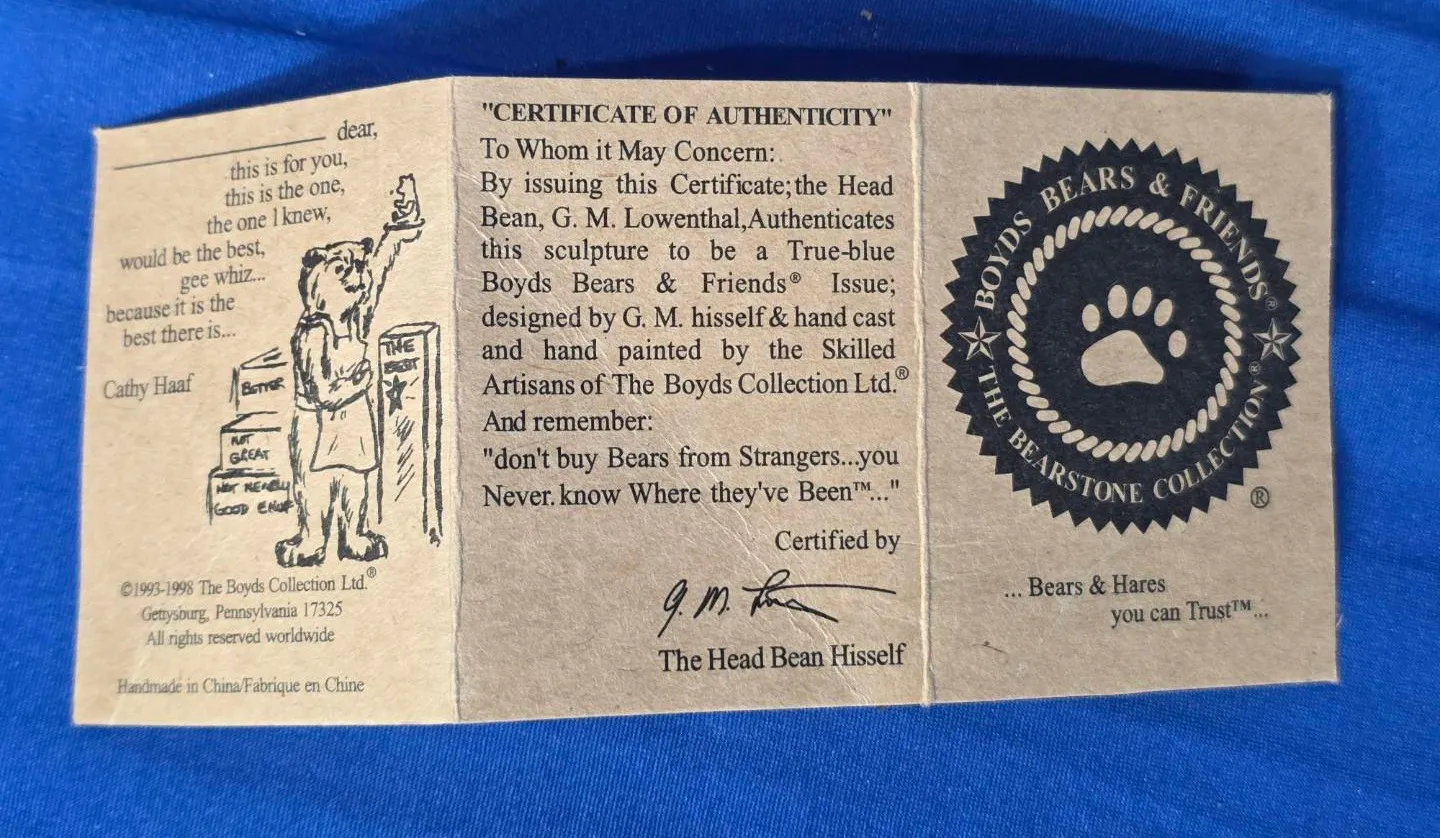 dear,
this is for you,
this is the one,
the one I knew,
would be the best,
gee whiz...
because it is the
best there is...
Cathy Haaf
THE
BEST
BETTER
NOT
GREAT
NOT NEARLY
GOOD ENUF
©1993-1998 The Boyds Collection Ltd.®
Gettysburg, Pennsylvania 17325
All rights reserved worldwide
Handmade in China/Fabrique en Chine
"CERTIFICATE OF AUTHENTICITY"
To Whom it May Concern:
By issuing this Certificate;the Head
Bean, G. M. Lowenthal,Authenticates
this sculpture to be a True-blue
Boyds Bears & Friends® Issue;
designed by G. M. hisself & hand cast
and hand painted by the Skilled
Artisans of The Boyds Collection Ltd.®
And remember:
"don't buy Bears from Strangers...you
Never. know Where they've Been™..."
Certified by
G. M.
The Head Bean Hisself
BOYDS BEARS & FRIENDS®
THE BEARSTONE COLLECTION®
®
... Bears & Hares
you can Trust™...